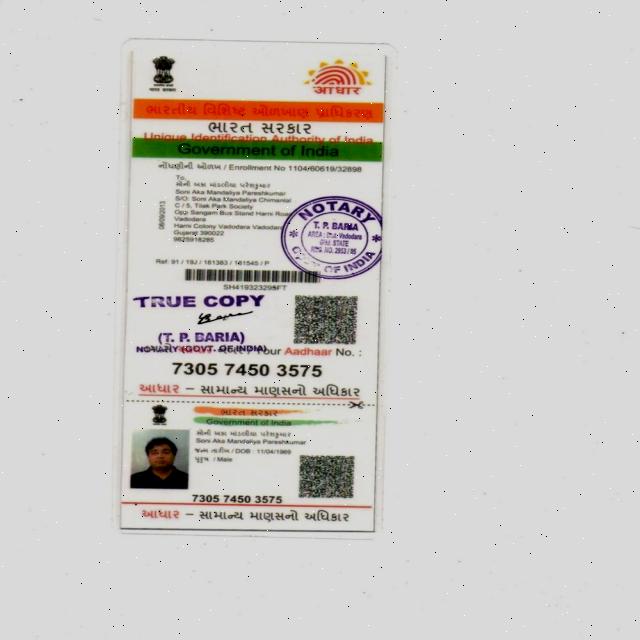 આધાર
ભારતીય વિશિષ્ટ ઓળખાણ પ્રાધિકરણ
ભારત સરકાર
Unique Identification Authority of India
Government of India
નોંધણીની ઓળખ / Enrollment No 1104/60619/32898
To,
સોની અકા માંડલીયા પરેશકુમાર
Soni Aka Mandaliya Pareshkumar
S/O: Soni Aka Mandaliya Chimanlal
C / 5, Tilak Park Society
Opp Sangam Bus Stand Harni Road
Vadodara
Harni Colony Vadodara Vadodara
Gujarat 390022
9825918285
08/09/2013
NOTARY
T. P. BARIA
AREA : Dist. Vadodara
GUJ. STATE
REG. NO. 2953 / 95
GOVT. OF INDIA
Ref: 91 / 19J / 161383 / 161545 / P
SH419323295FT
TRUE COPY
(T. P. BARIA)
NOTARY (GOVT. OF INDIA)
Your Aadhaar No. :
7305 7450 3575
આધાર – સામાન્ય માણસનો અધિકાર
ભારત સરકાર
Government of India
સોની અકા માંડલીયા પરેશકુમાર
Soni Aka Mandaliya Pareshkumar
જન્મ તારીખ / DOB : 11/04/1969
પુરુષ / Male
7305 7450 3575
આધાર – સામાન્ય માણસનો અધિકાર